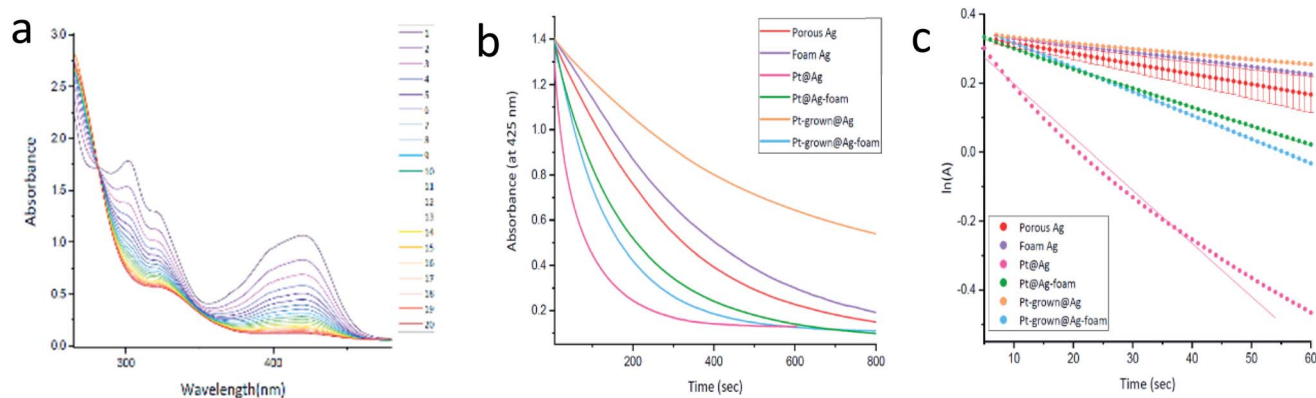 a
3.0
2.5
2.0
1.5
1.0
0.5
0.0
Absorbance
300
400
Wavelength(nm)
1
2
3
4
5
6
7
8
9
10
11
12
13
14
15
16
17
18
19
20
b
1.4
1.2
1.0
0.8
0.6
0.4
0.2
Absorbance (at 425 nm)
200
400
600
800
Time (sec)
Porous Ag
Foam Ag
Pt@Ag
Pt@Ag-foam
Pt-grown@Ag
Pt-grown@Ag-foam
c
0.4
0.2
0.0
-0.2
-0.4
ln(A)
10
20
30
40
50
60
Time (sec)
Porous Ag
Foam Ag
Pt@Ag
Pt@Ag-foam
Pt-grown@Ag
Pt-grown@Ag-foam